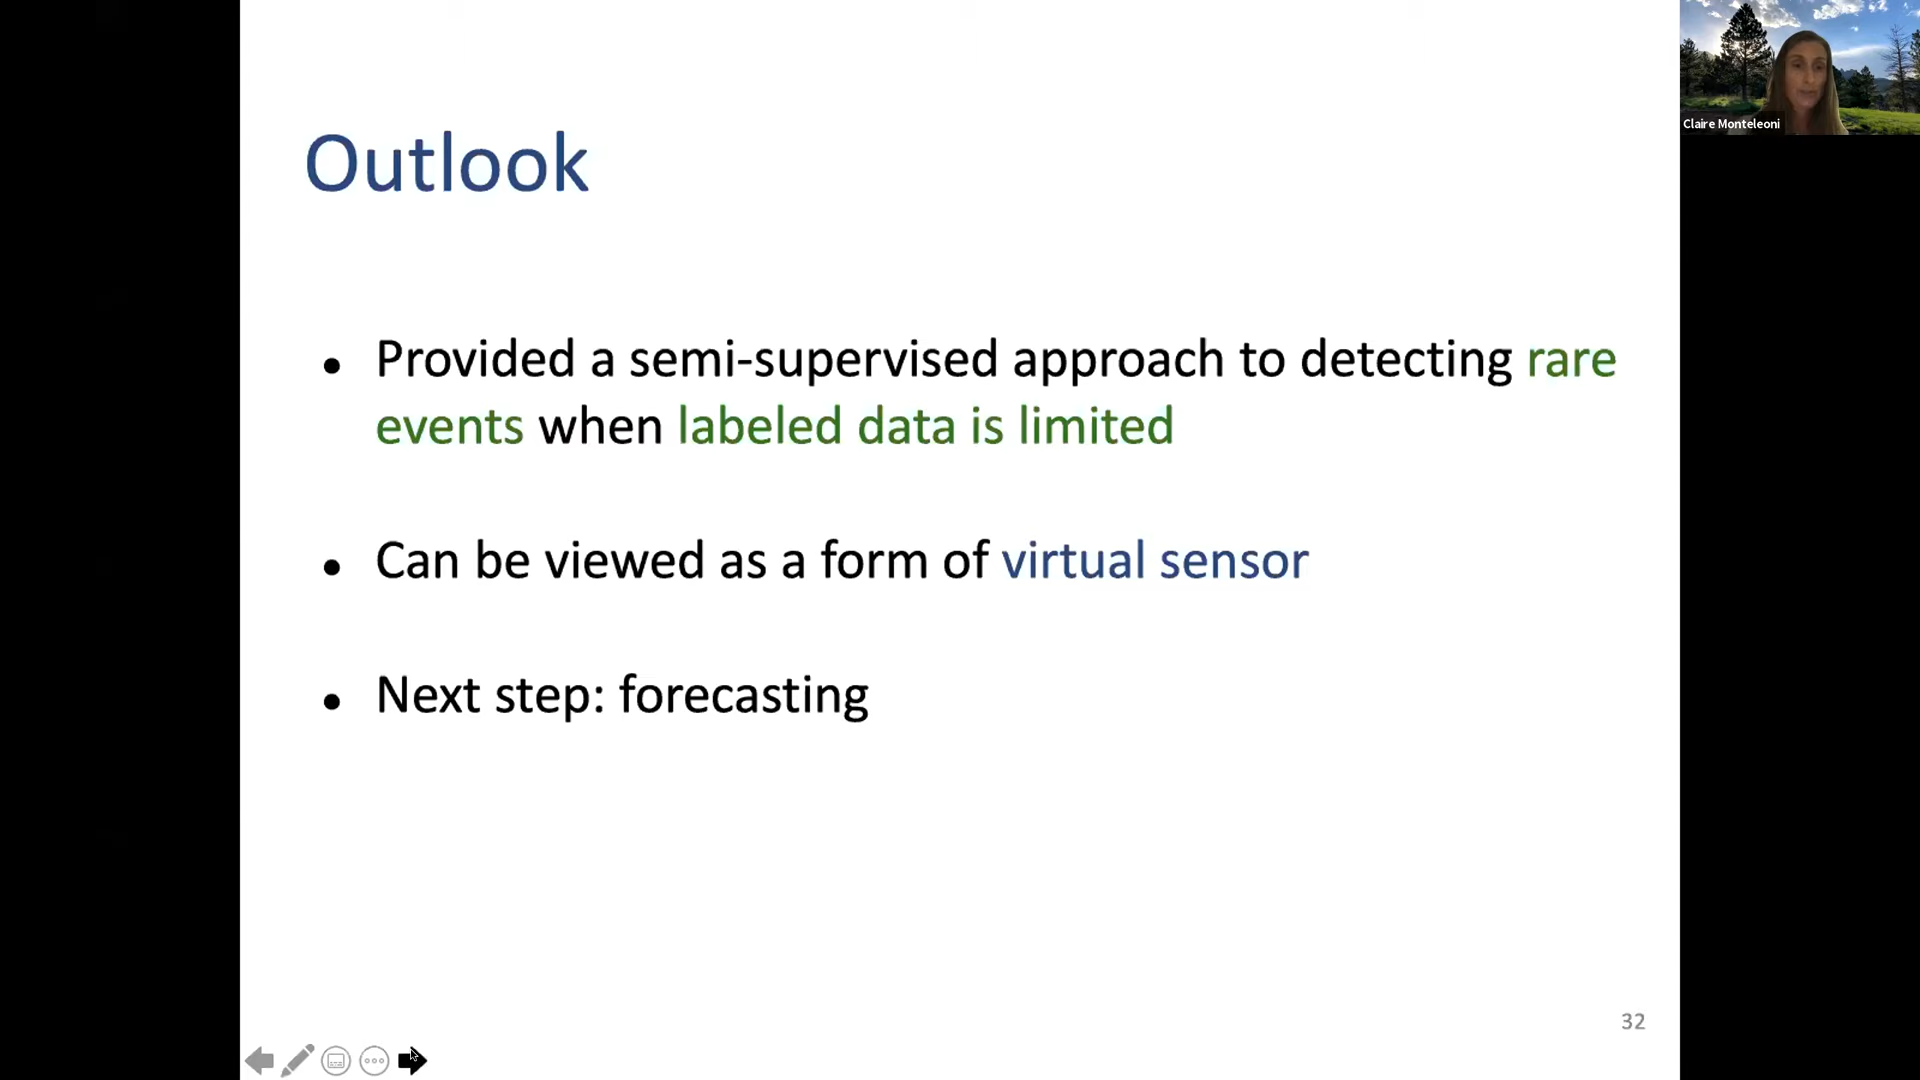 Claire Monteleoni
Outlook
• Provided a semi-supervised approach to detecting rare
events when labeled data is limited
• Can be viewed as a form of virtual sensor
• Next step: forecasting
32